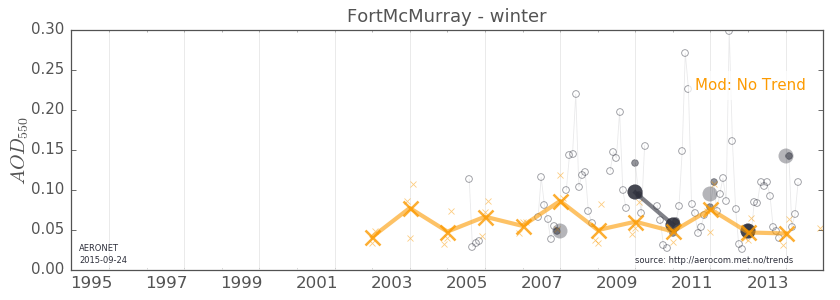 FortMcMurray - winter
0.30
0.25
0.20
0.15
0.10
0.05
0.00
AOD550
Mod: No Trend
AERONET
2015-09-24
source: http://aerocom.met.no/trends
1995 1997 1999 2001 2003 2005 2007 2009 2011 2013